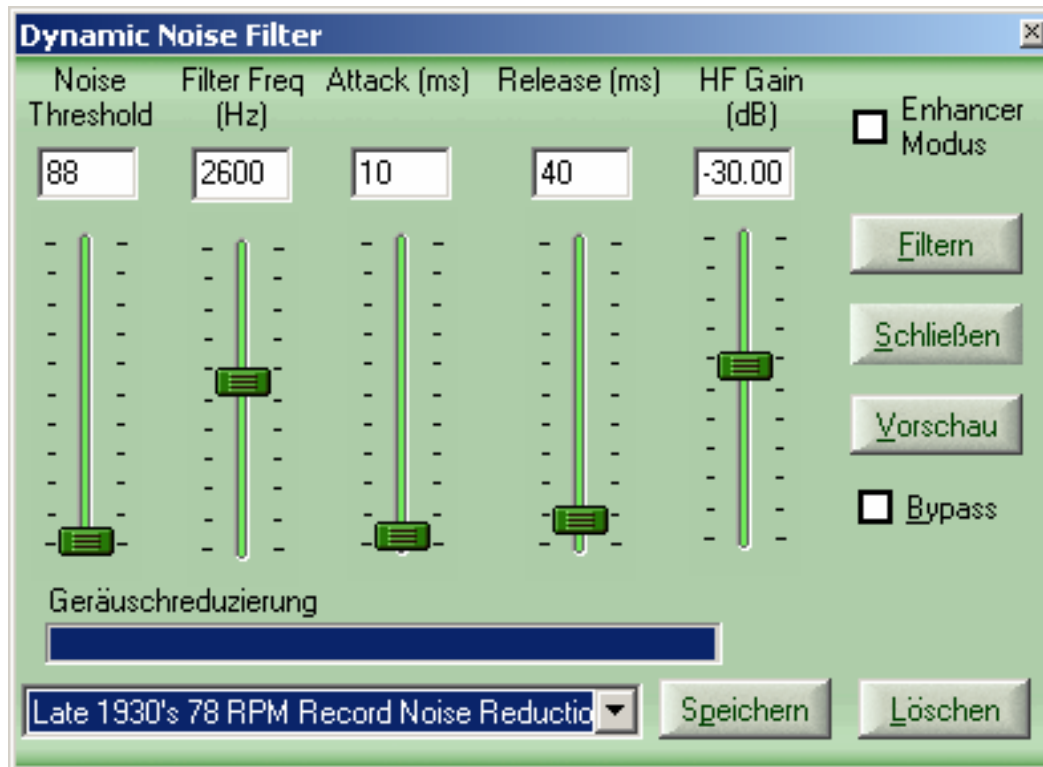 Dynamic Noise Filter
Noise Threshold
Filter Freq (Hz)
Attack (ms)
Release (ms)
HF Gain (dB)
Enhancer Modus
88
2600
10
40
-30.00
Filtern
Schließen
Vorschau
Bypass
Geräuschreduzierung
Late 1930's 78 RPM Record Noise Reductio
Speichern
Löschen